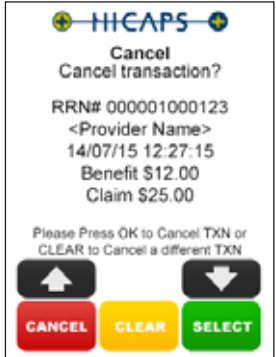 HICAPS
Cancel
Cancel transaction?
RRN# 000001000123
<Provider Name>
14/07/15 12:27:15
Benefit $12.00
Claim $25.00
Please Press OK to Cancel TXN or
CLEAR to Cancel a different TXN
CANCEL CLEAR SELECT